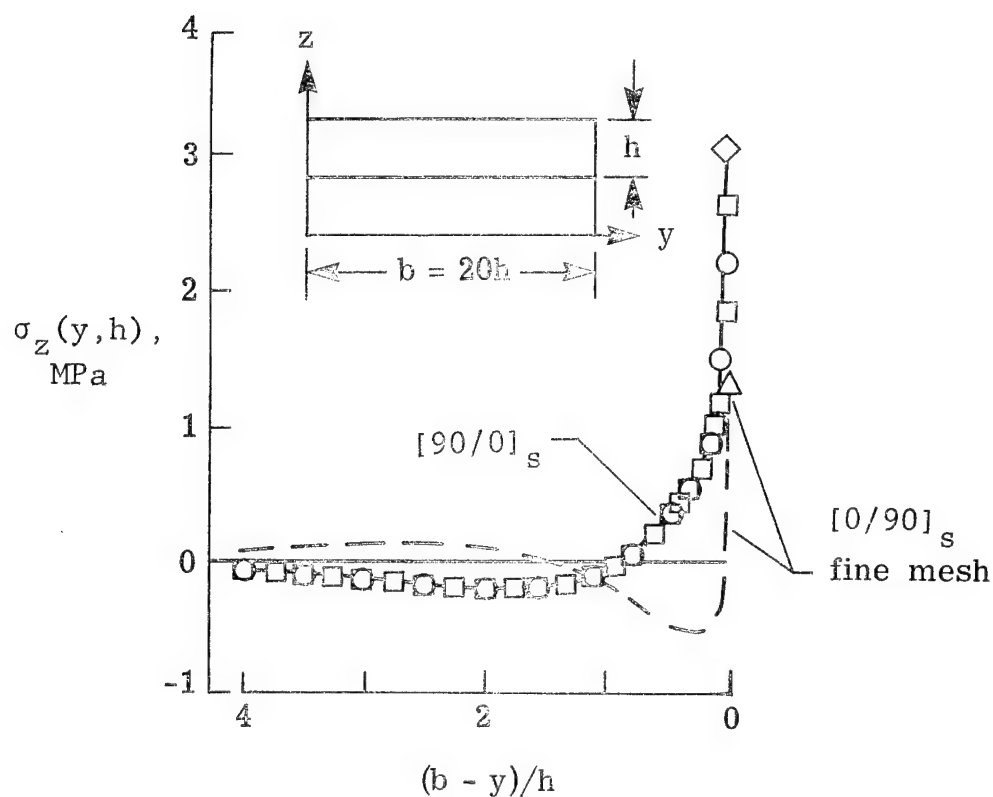 4
3
2
1
0
-1
σz(y,h),
MPa
z
h
y
b = 20h
[90/0]s
[0/90]s
fine mesh
4
2
0
(b - y)/h